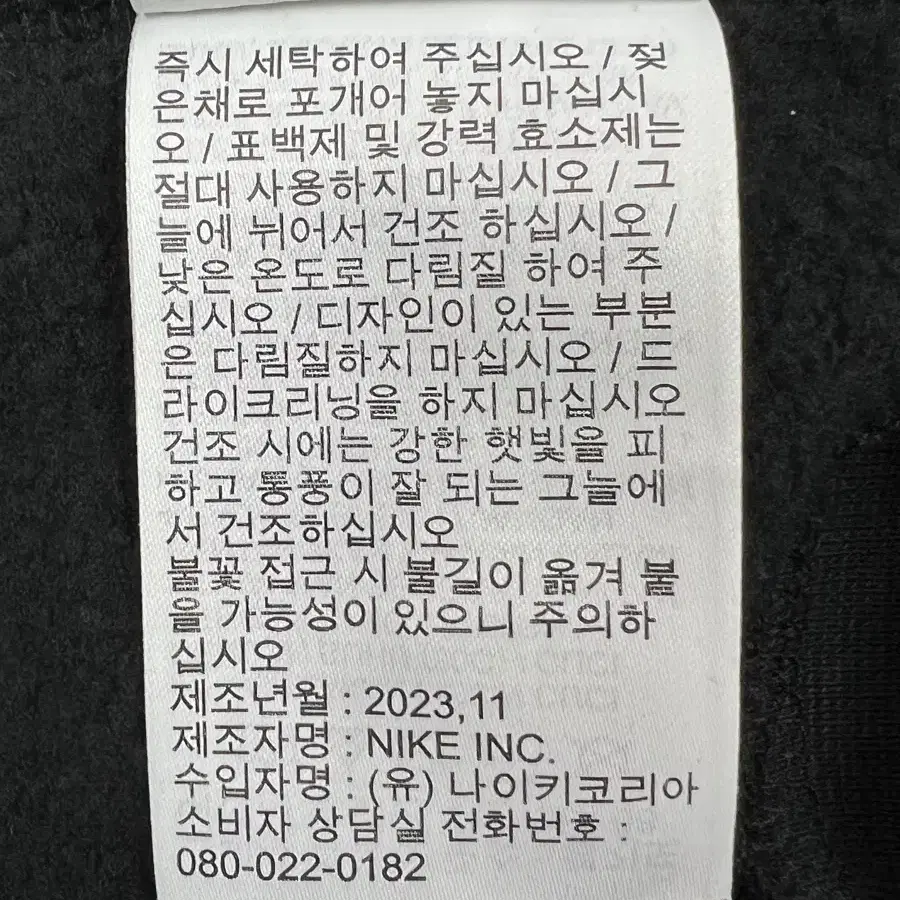 즉시 세탁하여 주십시오 / 젖
은채로 포개어 놓지 마십시
오 / 표백제 및 강력 효소제는
절대 사용하지 마십시오 / 그
늘에 뉘어서 건조 하십시오 /
낮은 온도로 다림질 하여 주
십시오 / 디자인이 있는 부분
은 다림질하지 마십시오 / 드
라이크리닝을 하지 마십시오
건조 시에는 강한 햇빛을 피
하고 통풍이 잘 되는 그늘에
서 건조하십시오
불꽃 접근 시 불길이 옮겨 불
을 가능성이 있으니 주의하
십시오
제조년월 : 2023,11
제조자명 : NIKE INC.
수입자명 : (유) 나이키코리아
소비자 상담실 전화번호 :
080-022-0182